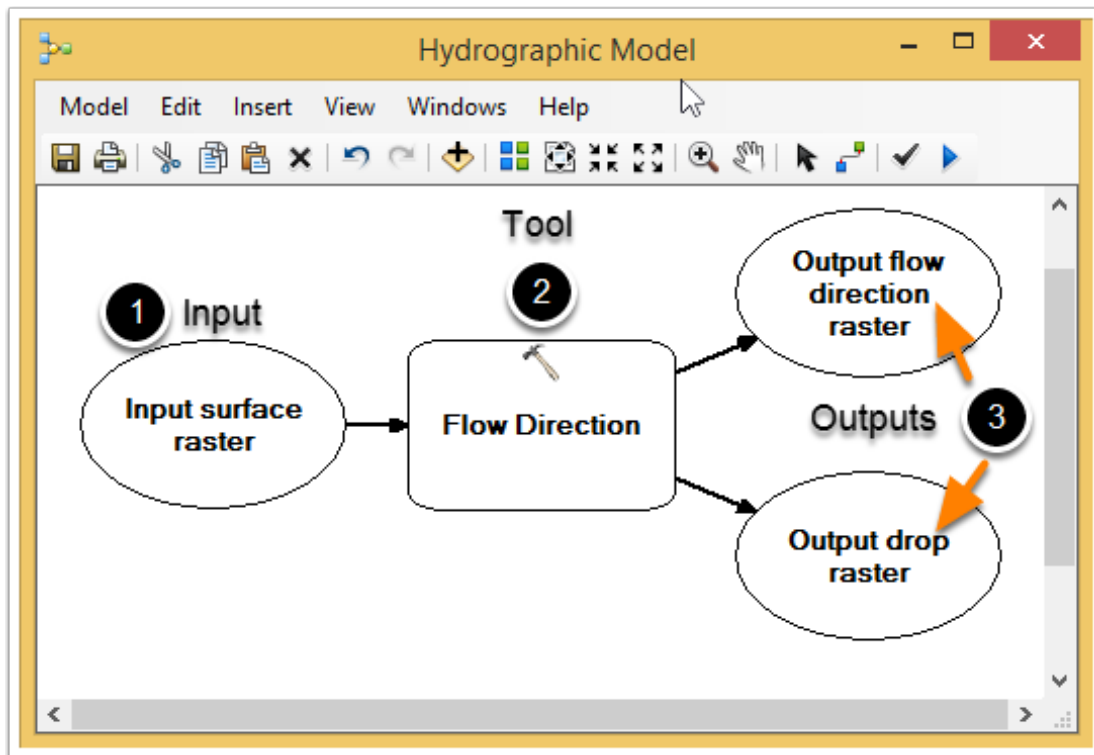 Hydrographic Model
Model Edit Insert View Windows Help
Tool
2
1 Input
Input surface
raster
Flow Direction
Output flow
direction
raster
Outputs 3
Output drop
raster